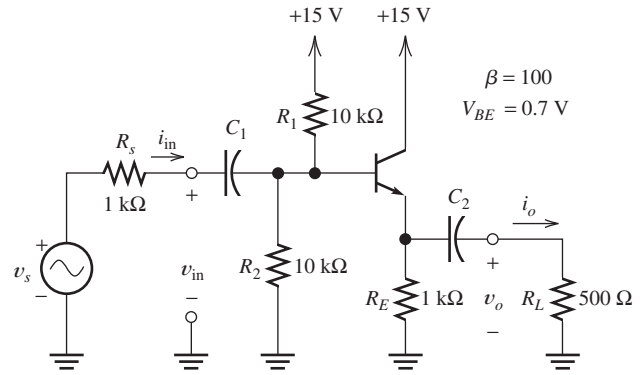 +15 V
+15 V
β = 100
V_BE = 0.7 V
R_1
10 kΩ
C_1
i_in
R_s
+
1 kΩ
C_2
i_o
+
v_s
−
v_in
−
R_2
10 kΩ
R_E
1 kΩ
+
v_o
−
R_L
500 Ω